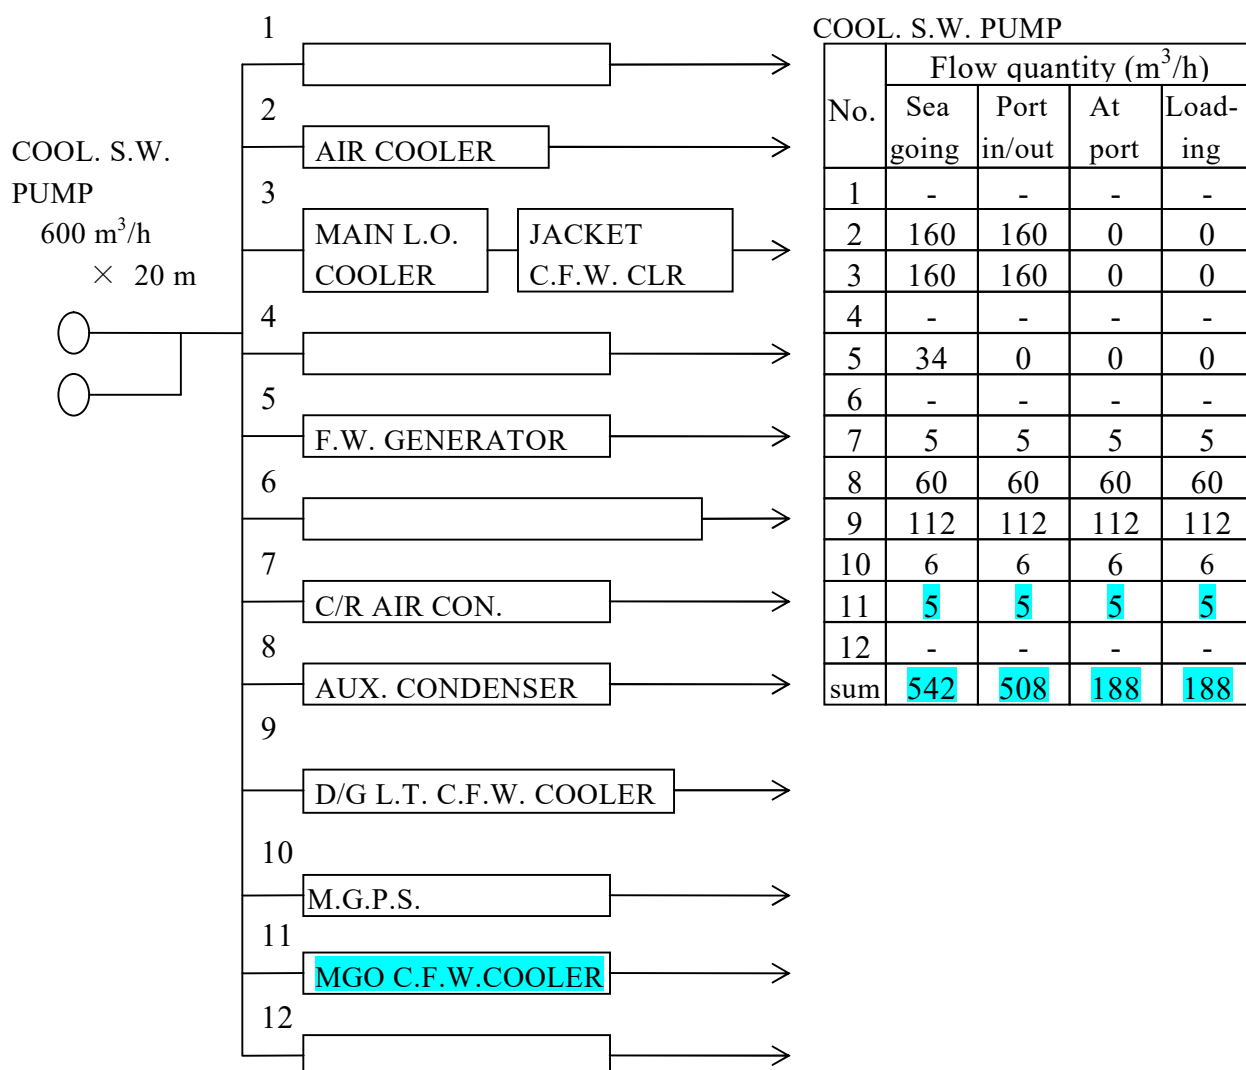 COOL. S.W.
PUMP
600 m³/h
× 20 m
1
2
AIR COOLER
3
MAIN L.O.
COOLER
JACKET
C.F.W. CLR
4
5
F.W. GENERATOR
6
7
C/R AIR CON.
8
AUX. CONDENSER
9
D/G L.T. C.F.W. COOLER
10
M.G.P.S.
11
MGO C.F.W.COOLER
12
COOL. S.W. PUMP
Flow quantity (m³/h)
No. Sea Port At Load-
going in/out port ing
1 - - - -
2 160 160 0 0
3 160 160 0 0
4 - - - -
5 34 0 0 0
6 - - - -
7 5 5 5 5
8 60 60 60 60
9 112 112 112 112
10 6 6 6 6
11 5 5 5 5
12 - - - -
sum 542 508 188 188